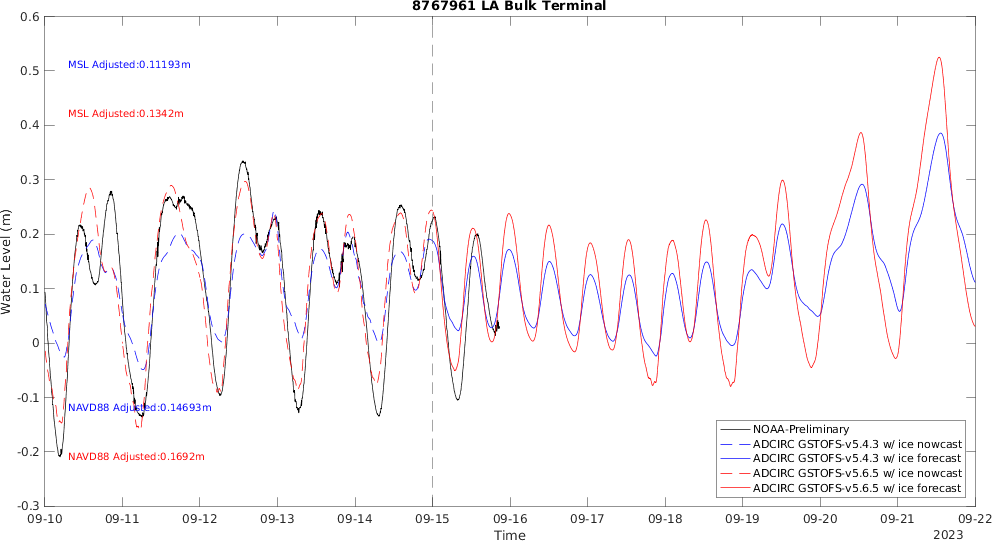 8767961 LA Bulk Terminal
0.6
0.5
0.4
0.3
0.2
0.1
0
-0.1
-0.2
-0.3
Water Level (m)
MSL Adjusted:0.11193m
MSL Adjusted:0.1342m
NAVD88 Adjusted:0.14693m
NAVD88 Adjusted:0.1692m
NOAA-Preliminary
ADCIRC GSTOFS-v5.4.3 w/ ice nowcast
ADCIRC GSTOFS-v5.4.3 w/ ice forecast
ADCIRC GSTOFS-v5.6.5 w/ ice nowcast
ADCIRC GSTOFS-v5.6.5 w/ ice forecast
09-10 09-11 09-12 09-13 09-14 09-15 09-16 09-17 09-18 09-19 09-20 09-21 09-22
Time
2023